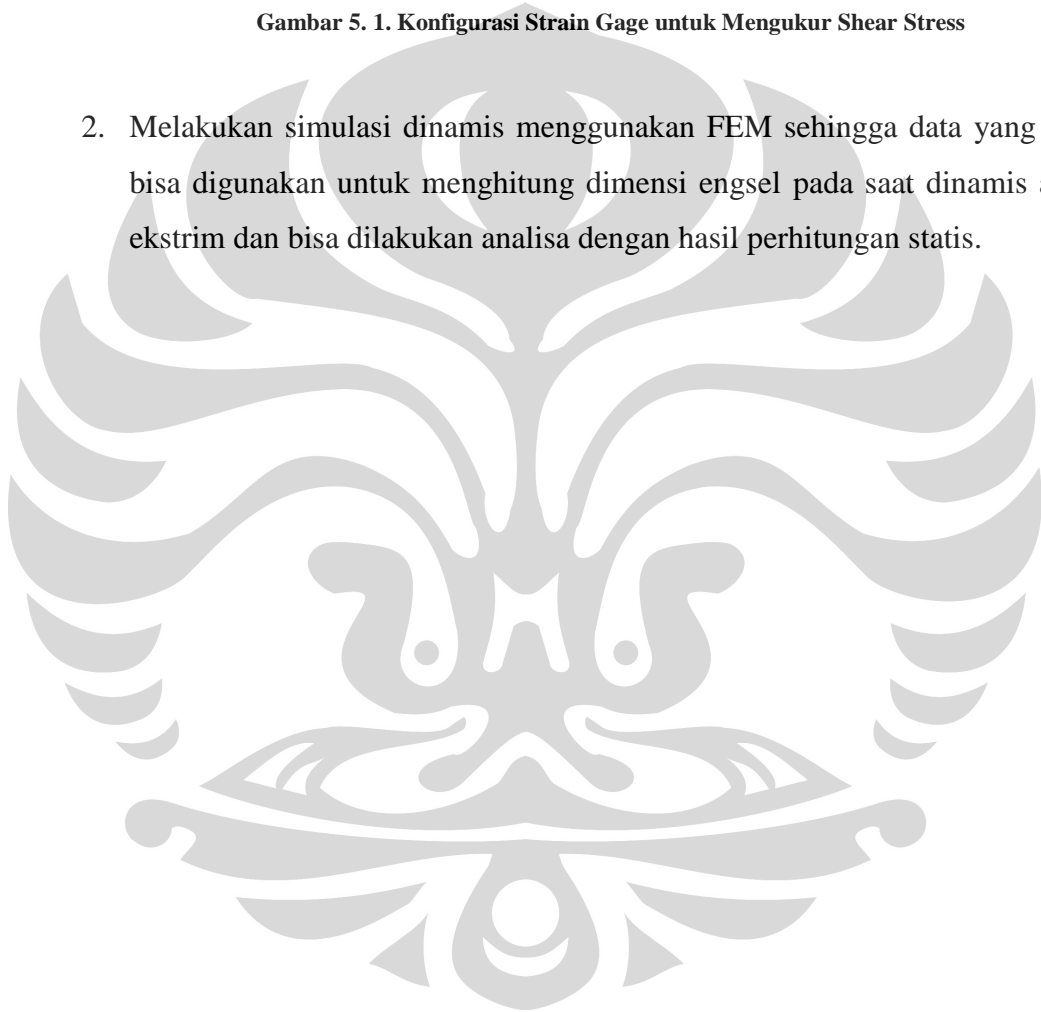 Gambar 5. 1. Konfigurasi Strain Gage untuk Mengukur Shear Stress
2. Melakukan simulasi dinamis menggunakan FEM sehingga data yang
bisa digunakan untuk menghitung dimensi engsel pada saat dinamis
ekstrim dan bisa dilakukan analisa dengan hasil perhitungan statis.